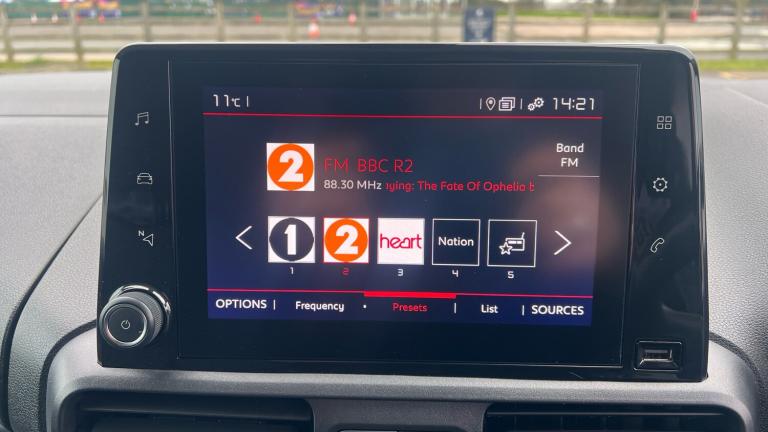 11°C 14:21
Band
FM
2
FM BBC R2
88.30 MHz aying: The Fate Of Ophelia b
1 2 heart Nation
1 2 3 4 5
OPTIONS Frequency Presets List SOURCES
N